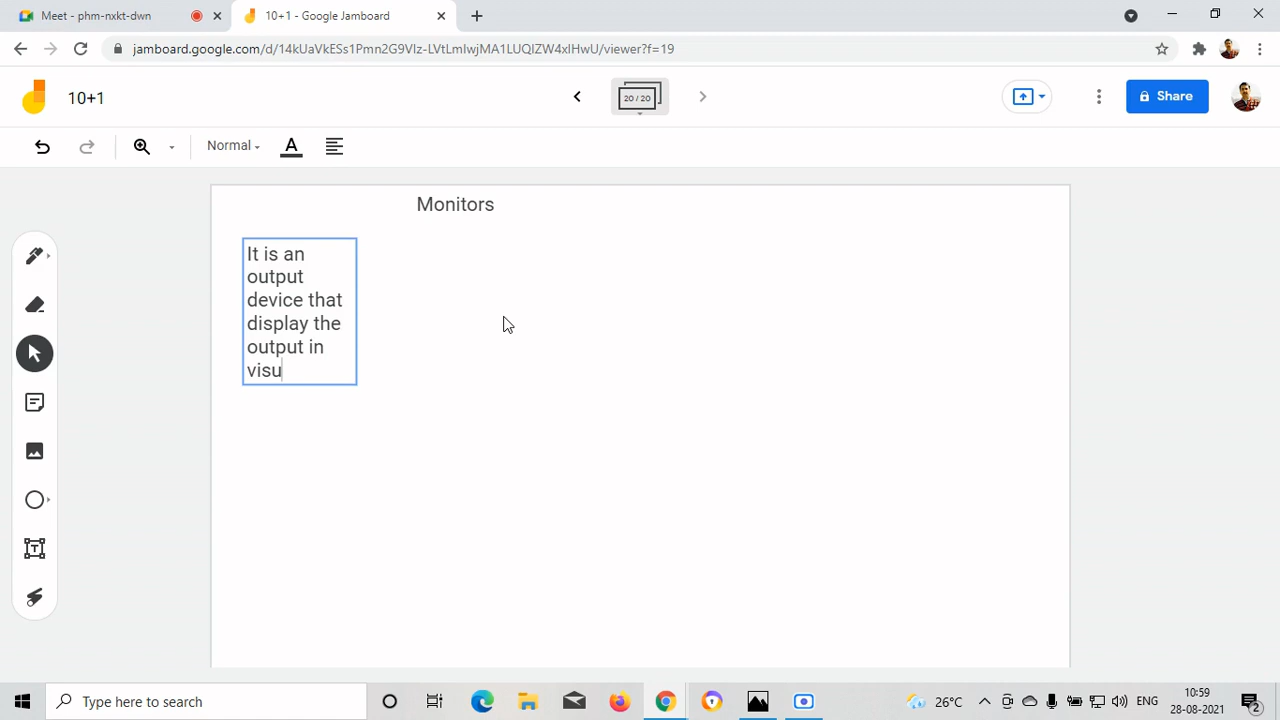 Meet - phm-nxkt-dwn
10+1 - Google Jamboard
jamboard.google.com/d/14kUaVkESs1Pmn2G9VIz-LVtLmIwjMA1LUQIZW4xlHwU/viewer?f=19
10+1
20 / 20
Share
Normal
A
Monitors
It is an
output
device that
display the
output in
visu
T
Type here to search
26°C
ENG
10:59
28-08-2021
2